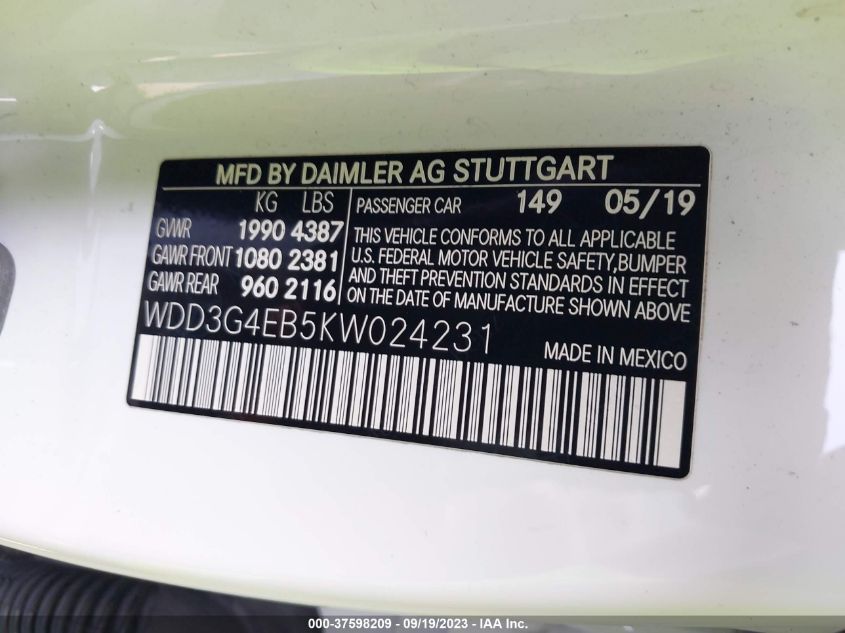 MFD BY DAIMLER AG STUTTGART
KG LBS
GVWR 1990 4387
GAWR FRONT 1080 2381
GAWR REAR 960 2116
PASSENGER CAR 149 05/19
THIS VEHICLE CONFORMS TO ALL APPLICABLE
U.S. FEDERAL MOTOR VEHICLE SAFETY, BUMPER
AND THEFT PREVENTION STANDARDS IN EFFECT
ON THE DATE OF MANUFACTURE SHOWN ABOVE.
WDD3G4EB5KW024231
MADE IN MEXICO
000-37598209 - 09/19/2023 - IAA Inc.